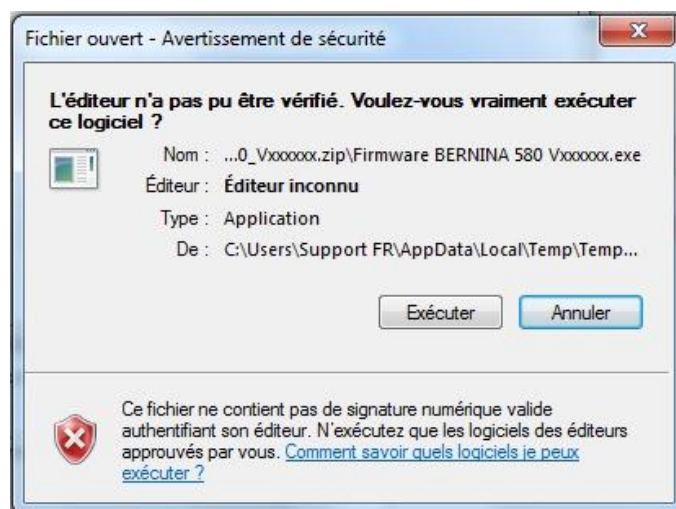 Fichier ouvert - Avertissement de sécurité
L'éditeur n'a pas pu être vérifié. Voulez-vous vraiment exécuter
ce logiciel ?
Nom : ...0_Vxxxxxx.zip\Firmware BERNINA 580 Vxxxxxx.exe
Éditeur : Éditeur inconnu
Type : Application
De : C:\Users\Support FR\AppData\Local\Temp\Temp...
Exécuter Annuler
Ce fichier ne contient pas de signature numérique valide
authentifiant son éditeur. N'exécutez que les logiciels des éditeurs
approuvés par vous. Comment savoir quels logiciels je peux
exécuter ?